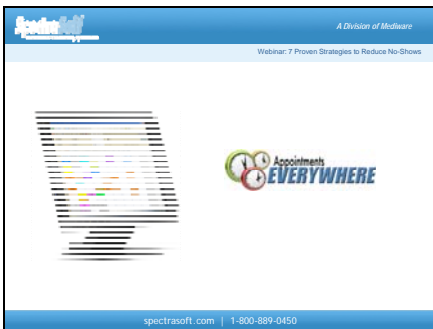 SpectraSoft
A Division of Mediware
Webinar: 7 Proven Strategies to Reduce No-Shows
Appointments
EVERYWHERE
spectrasoft.com | 1-800-889-0450